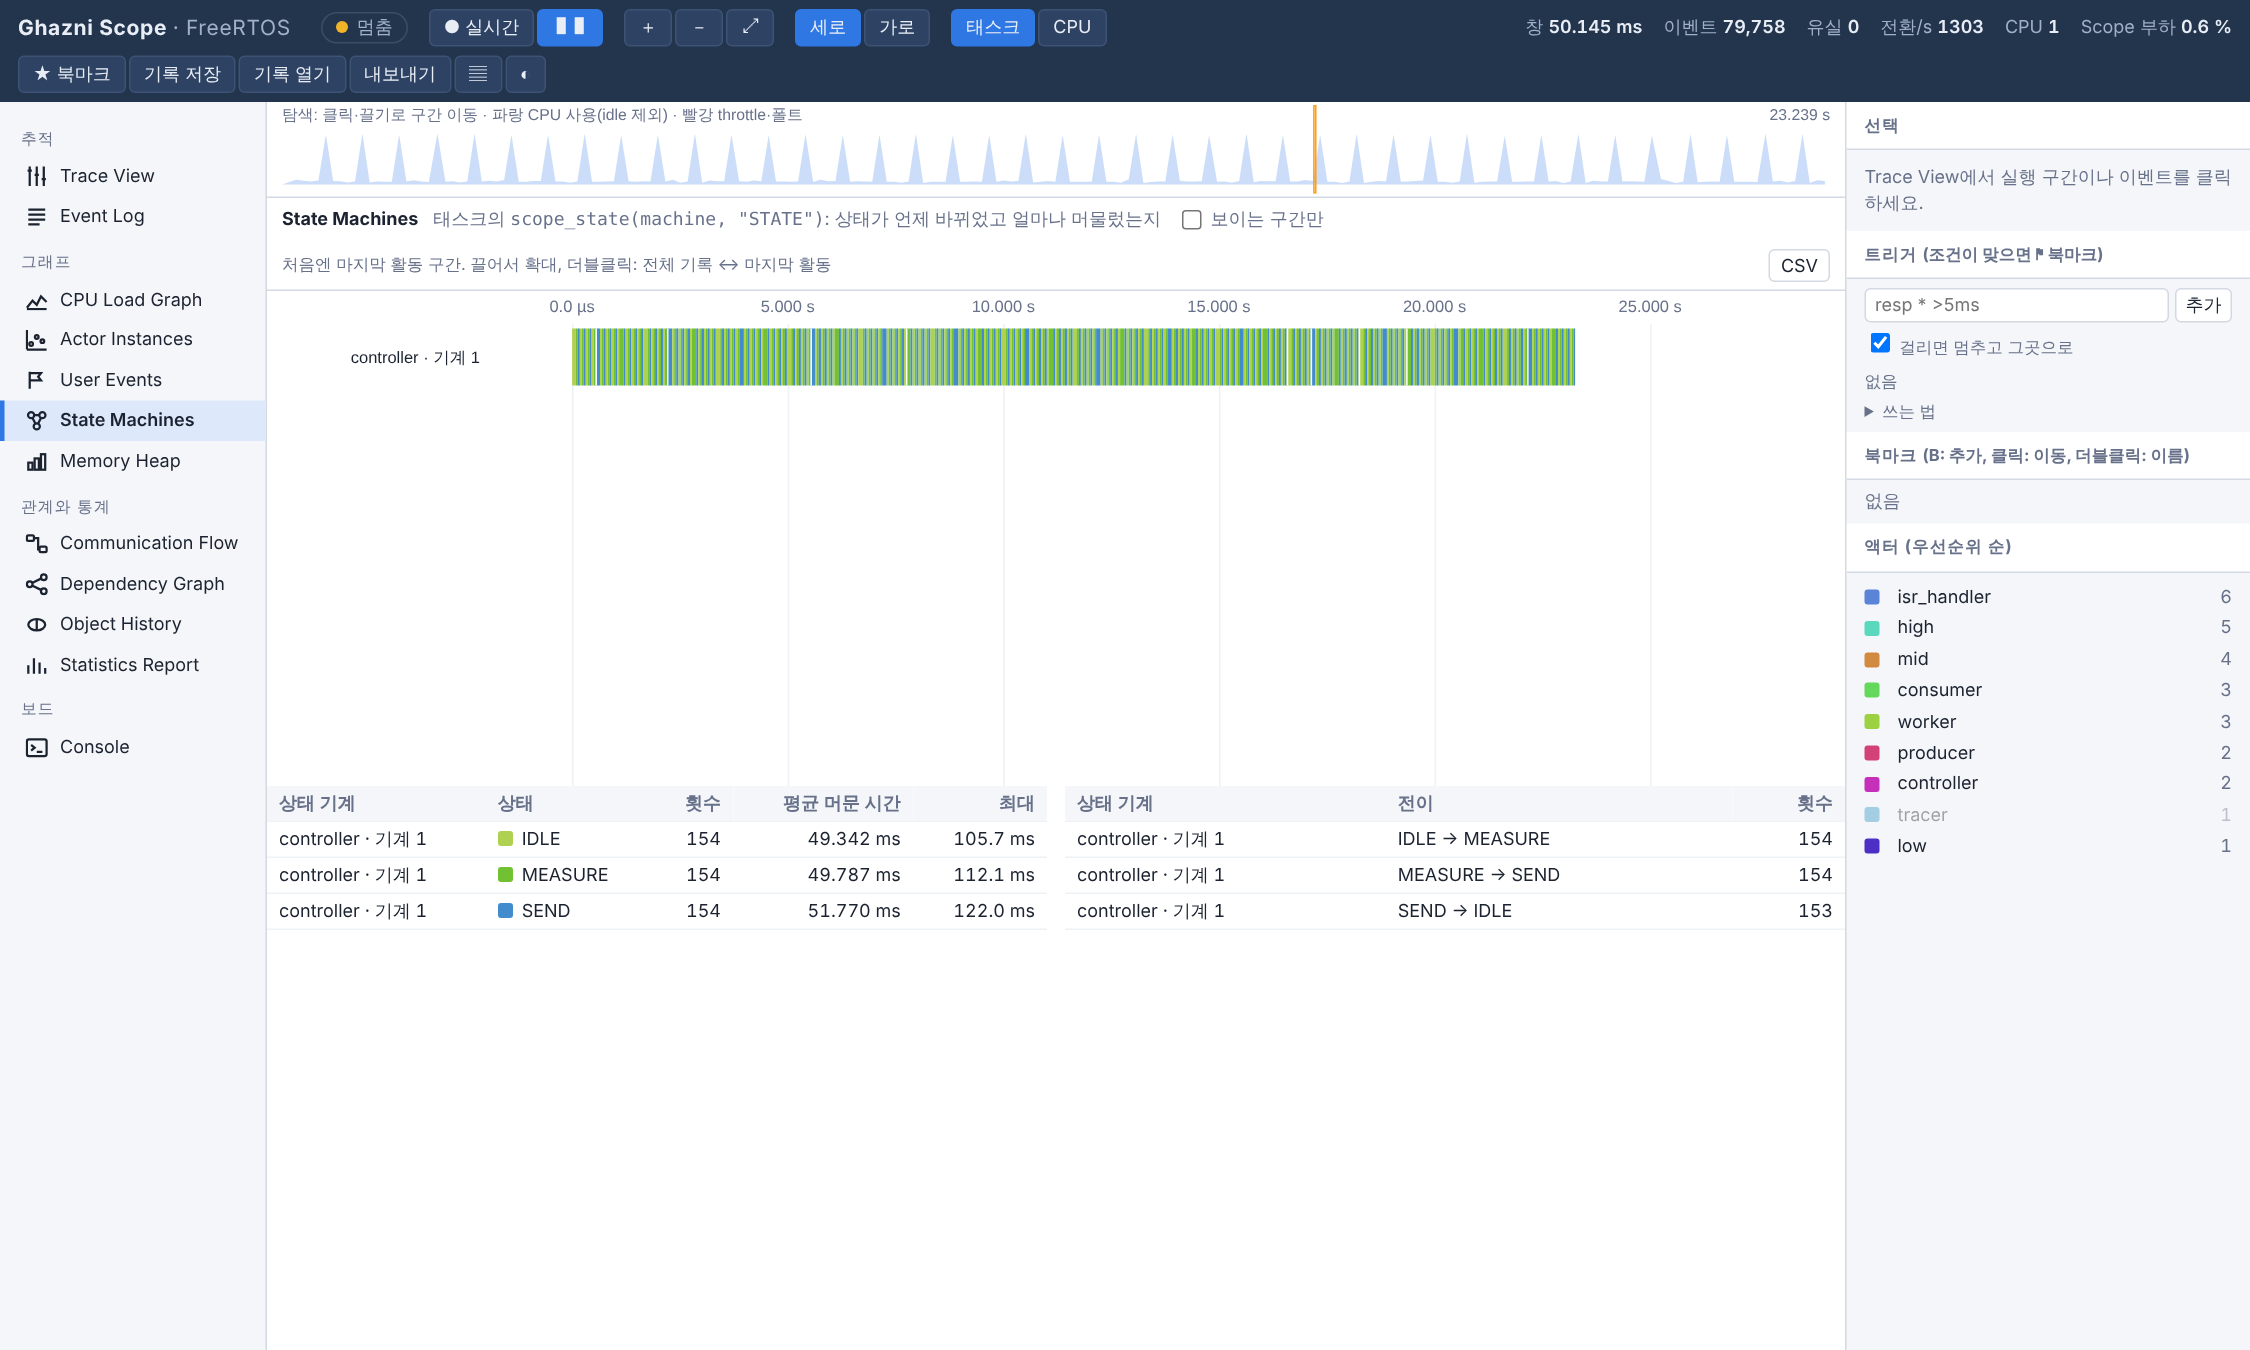 Ghazni Scope · FreeRTOS
멈춤
실시간
+
−
세로 가로
태스크 CPU
창 50.145 ms 이벤트 79,758 유실 0 전환/s 1303 CPU 1 Scope 부하 0.6 %
★ 북마크 기록 저장 기록 열기 내보내기
추적
Trace View
Event Log
그래프
CPU Load Graph
Actor Instances
User Events
State Machines
Memory Heap
관계와 통계
Communication Flow
Dependency Graph
Object History
Statistics Report
보드
Console
탐색: 클릭·끌기로 구간 이동 · 파랑 CPU 사용(idle 제외) · 빨강 throttle·폴트
23.239 s
State Machines 태스크의 scope_state(machine, "STATE"): 상태가 언제 바뀌었고 얼마나 머물렀는지 보이는 구간만
처음엔 마지막 활동 구간. 끌어서 확대, 더블클릭: 전체 기록 ↔ 마지막 활동
CSV
0.0 µs 5.000 s 10.000 s 15.000 s 20.000 s 25.000 s
controller · 기계 1
상태 기계 상태 횟수 평균 머문 시간 최대
controller · 기계 1 IDLE 154 49.342 ms 105.7 ms
controller · 기계 1 MEASURE 154 49.787 ms 112.1 ms
controller · 기계 1 SEND 154 51.770 ms 122.0 ms
상태 기계 전이 횟수
controller · 기계 1 IDLE → MEASURE 154
controller · 기계 1 MEASURE → SEND 154
controller · 기계 1 SEND → IDLE 153
선택
Trace View에서 실행 구간이나 이벤트를 클릭
하세요.
트리거 (조건이 맞으면 ⚑ 북마크)
resp * >5ms 추가
걸리면 멈추고 그곳으로
없음
▶ 쓰는 법
북마크 (B: 추가, 클릭: 이동, 더블클릭: 이름)
없음
액터 (우선순위 순)
isr_handler 6
high 5
mid 4
consumer 3
worker 3
producer 2
controller 2
tracer 1
low 1